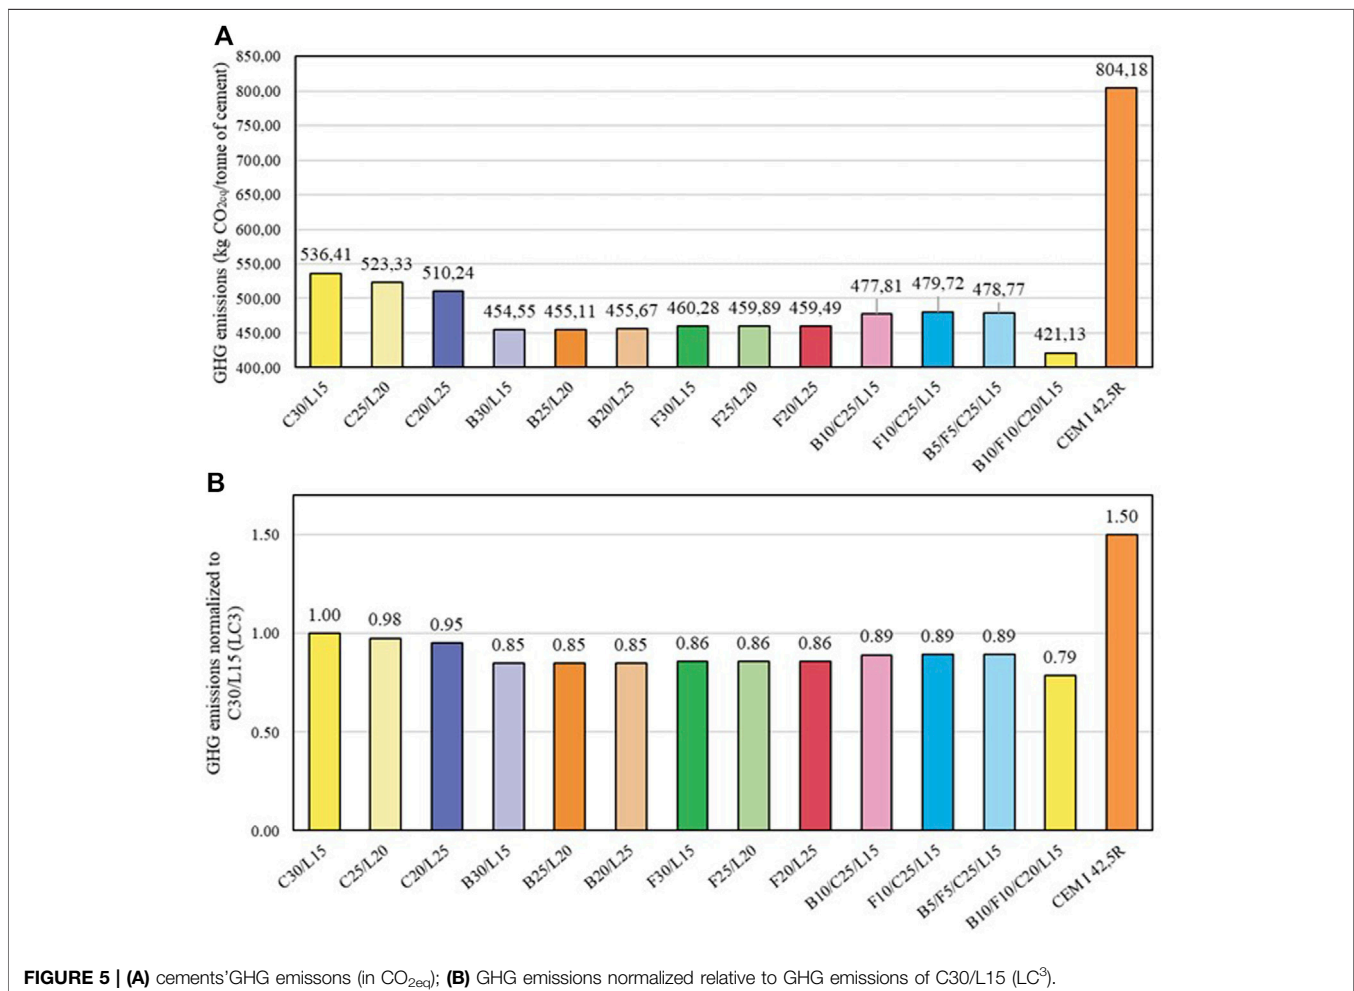 A
GHG emissions (kg CO2eq/tonne of cement)
850,00
800,00
750,00
700,00
650,00
600,00
550,00
500,00
450,00
400,00
536,41
523,33
510,24
454,55
455,11
455,67
460,28
459,89
459,49
477,81
479,72
478,77
421,13
804,18
C30/L15
C25/L20
C20/L25
B30/L15
B25/L20
B20/L25
F30/L15
F25/L20
F20/L25
B10/C25/L15
F10/C25/L15
B5/F5/C25/L15
B10/F10/C20/L15
CEM I 42,5R
B
GHG emissions normalized to
C30/L15 (LC3)
1.50
1.00
0.50
0.00
1.00
0.98
0.95
0.85
0.85
0.85
0.86
0.86
0.86
0.89
0.89
0.89
0.79
1.50
C30/L15
C25/L20
C20/L25
B30/L15
B25/L20
B20/L25
F30/L15
F25/L20
F20/L25
B10/C25/L15
F10/C25/L15
B5/F5/C25/L15
B10/F10/C20/L15
CEM I 42,5R
FIGURE 5 | (A) cements'GHG emissons (in CO2eq); (B) GHG emissions normalized relative to GHG emissions of C30/L15 (LC³).